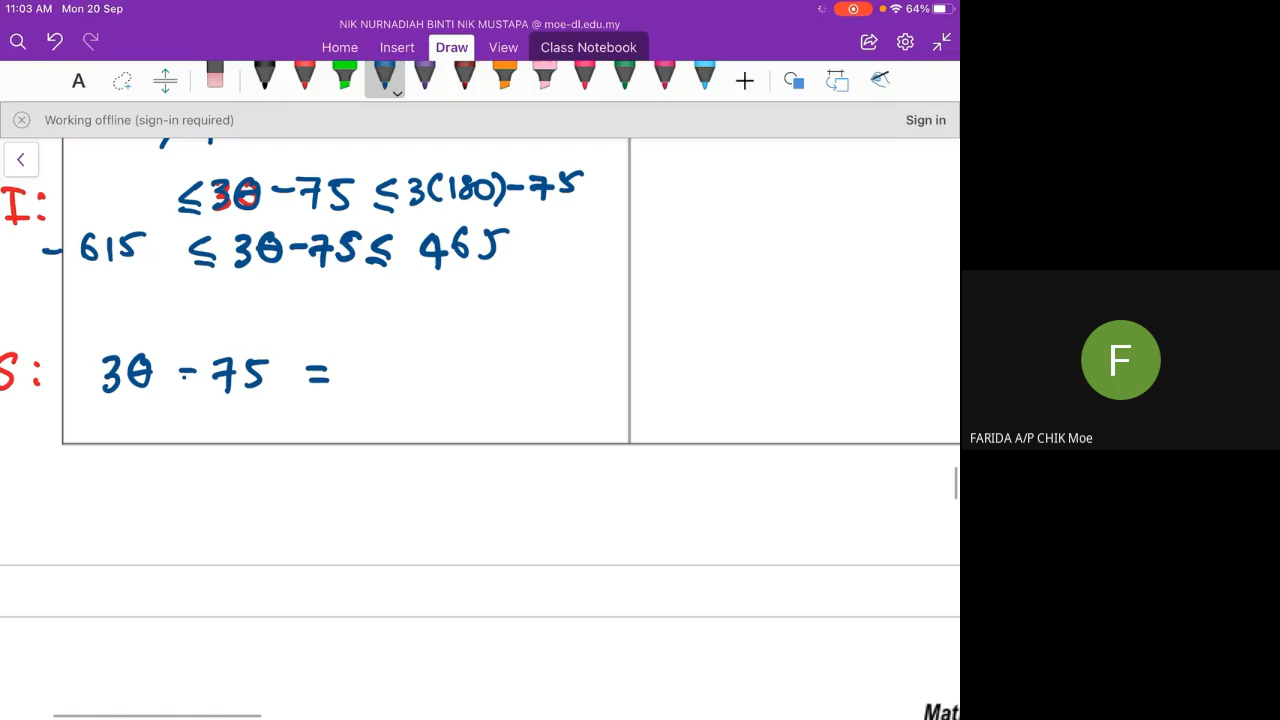 11:03 AM Mon 20 Sep
64%
NIK NURNADIAH BINTI NIK MUSTAPA @ moe-dl.edu.my
Home Insert Draw View Class Notebook
A
Working offline (sign-in required) Sign in
I: ≤ 3θ - 75 ≤ 3(180) - 75
- 615 ≤ 3θ - 75 ≤ 465
S: 3θ - 75 =
F
FARIDA A/P CHIK Moe